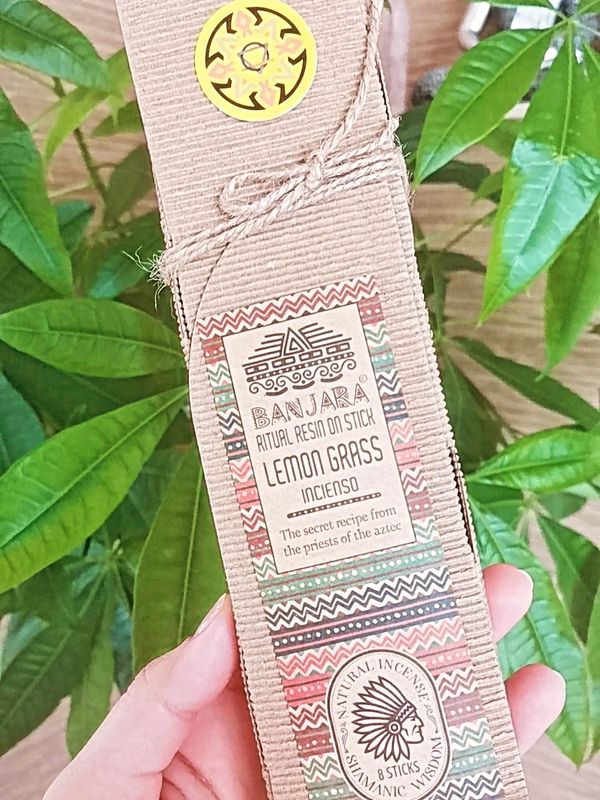 BANJARA©
RITUAL RESIN ON STICK
LEMON GRASS
INCIENSO
The secret recipe from
the priests of the aztec
NATURAL INCENSE
8 STICKS
SHAMANIC WISDOM